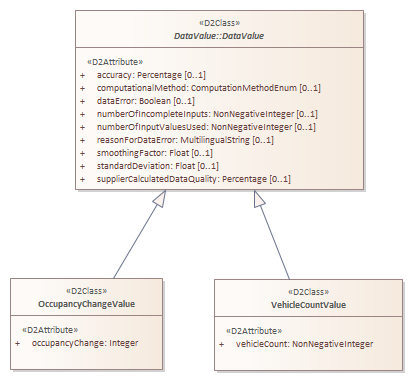 «D2Class»
DataValue::DataValue
«D2Attribute»
+ accuracy: Percentage [0..1]
+ computationalMethod: ComputationMethodEnum [0..1]
+ dataError: Boolean [0..1]
+ numberOfIncompleteInputs: NonNegativeInteger [0..1]
+ numberOfInputValuesUsed: NonNegativeInteger [0..1]
+ reasonForDataError: MultilingualString [0..1]
+ smoothingFactor: Float [0..1]
+ standardDeviation: Float [0..1]
+ supplierCalculatedDataQuality: Percentage [0..1]
«D2Class»
OccupancyChangeValue
«D2Attribute»
+ occupancyChange: Integer
«D2Class»
VehicleCountValue
«D2Attribute»
+ vehicleCount: NonNegativeInteger